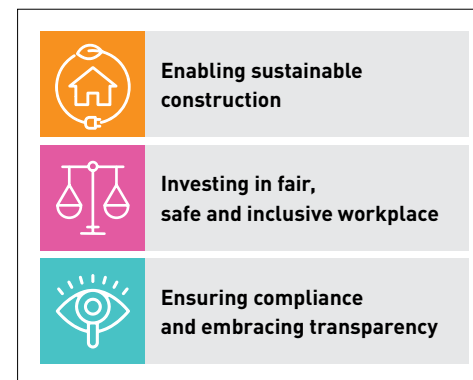 Enabling sustainable
construction
Investing in fair,
safe and inclusive workplace
Ensuring compliance
and embracing transparency